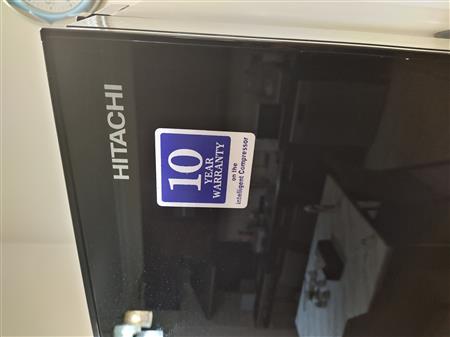 HITACHI
10
YEAR
WARRANTY
on the
Intelligent Compressor